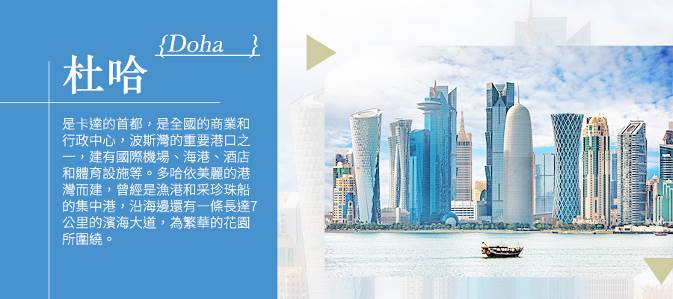 {Doha }
杜哈
是卡達的首都，是全國的商業和
行政中心，波斯灣的重要港口之
一，建有國際機場、海港、酒店
和體育設施等。多哈依美麗的港
灣而建，曾經是漁港和采珍珠船
的集中港，沿海邊還有一條長達7
公里的濱海大道，為繁華的花園
所圍繞。